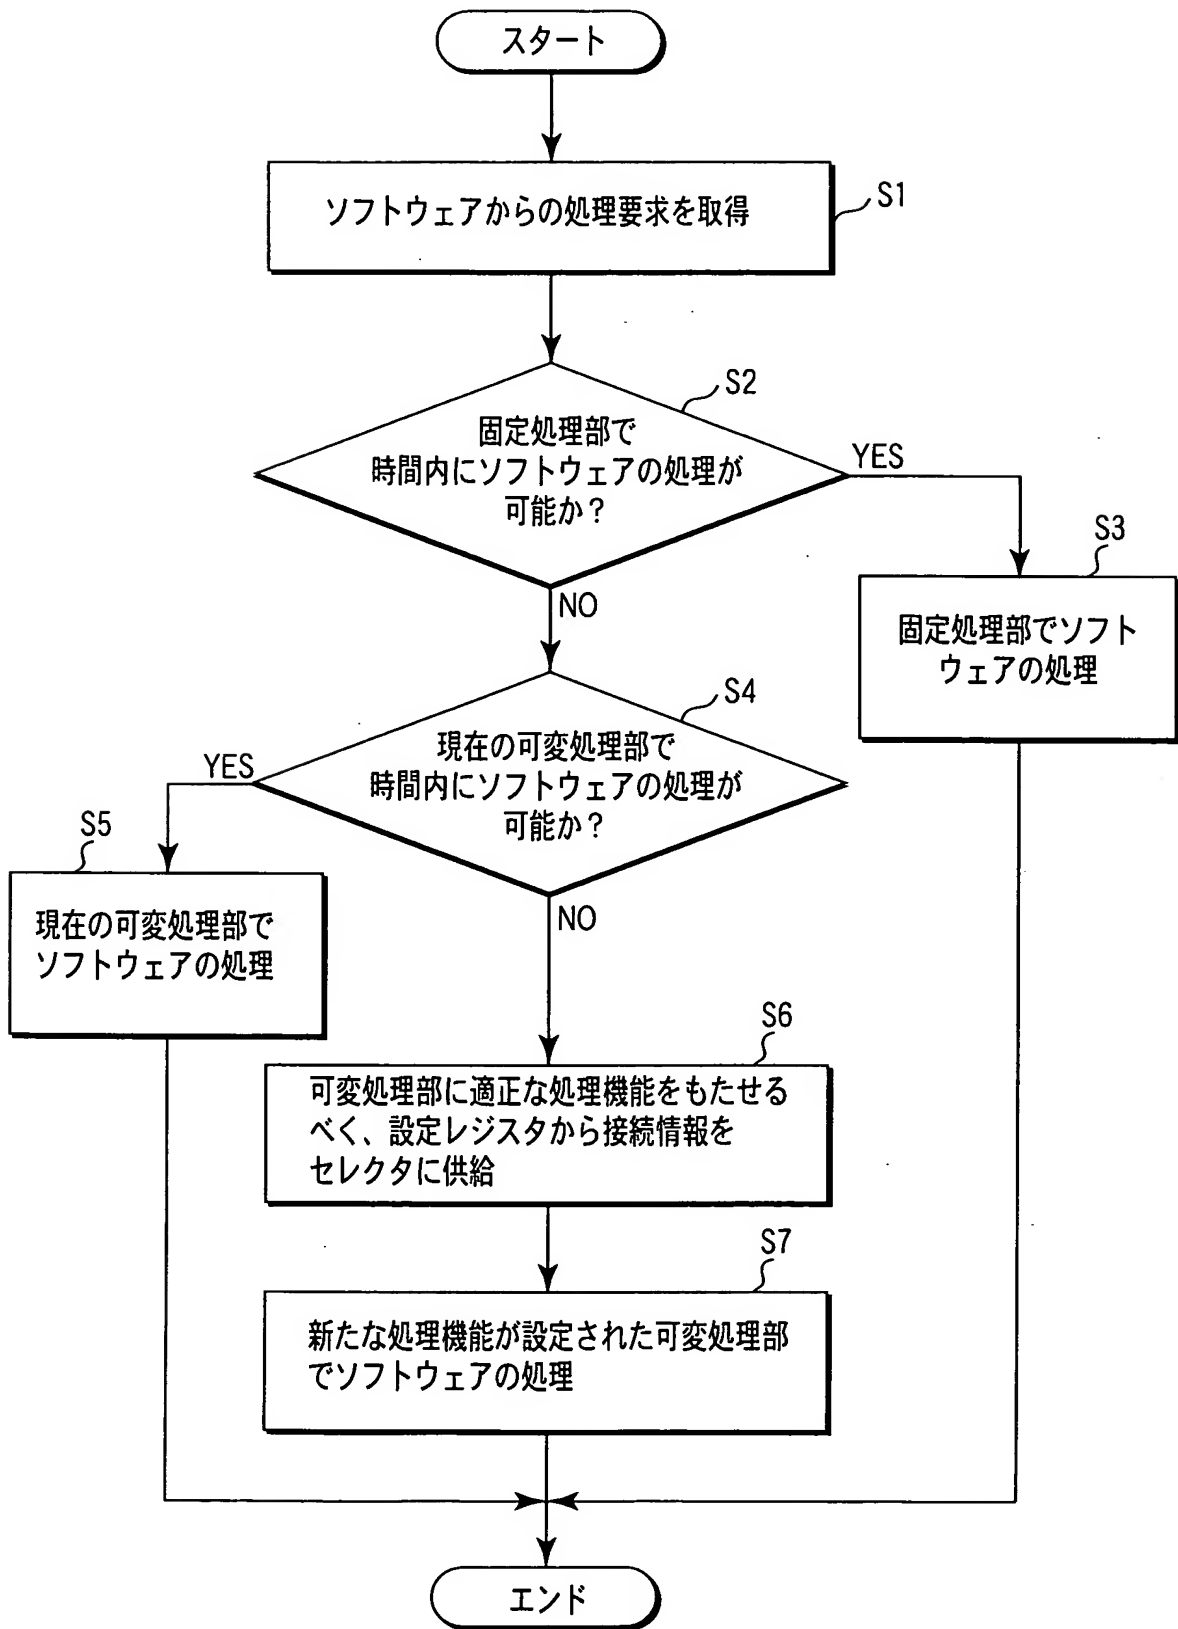 スタート
ソフトウェアからの処理要求を取得
S1
S2
固定処理部で
時間内にソフトウェアの処理が
可能か？
YES
NO
S3
固定処理部でソフト
ウェアの処理
S4
現在の可変処理部で
時間内にソフトウェアの処理が
可能か？
YES
NO
S5
現在の可変処理部で
ソフトウェアの処理
S6
可変処理部に適正な処理機能をもたせる
べく、設定レジスタから接続情報を
セレクタに供給
S7
新たな処理機能が設定された可変処理部
でソフトウェアの処理
エンド